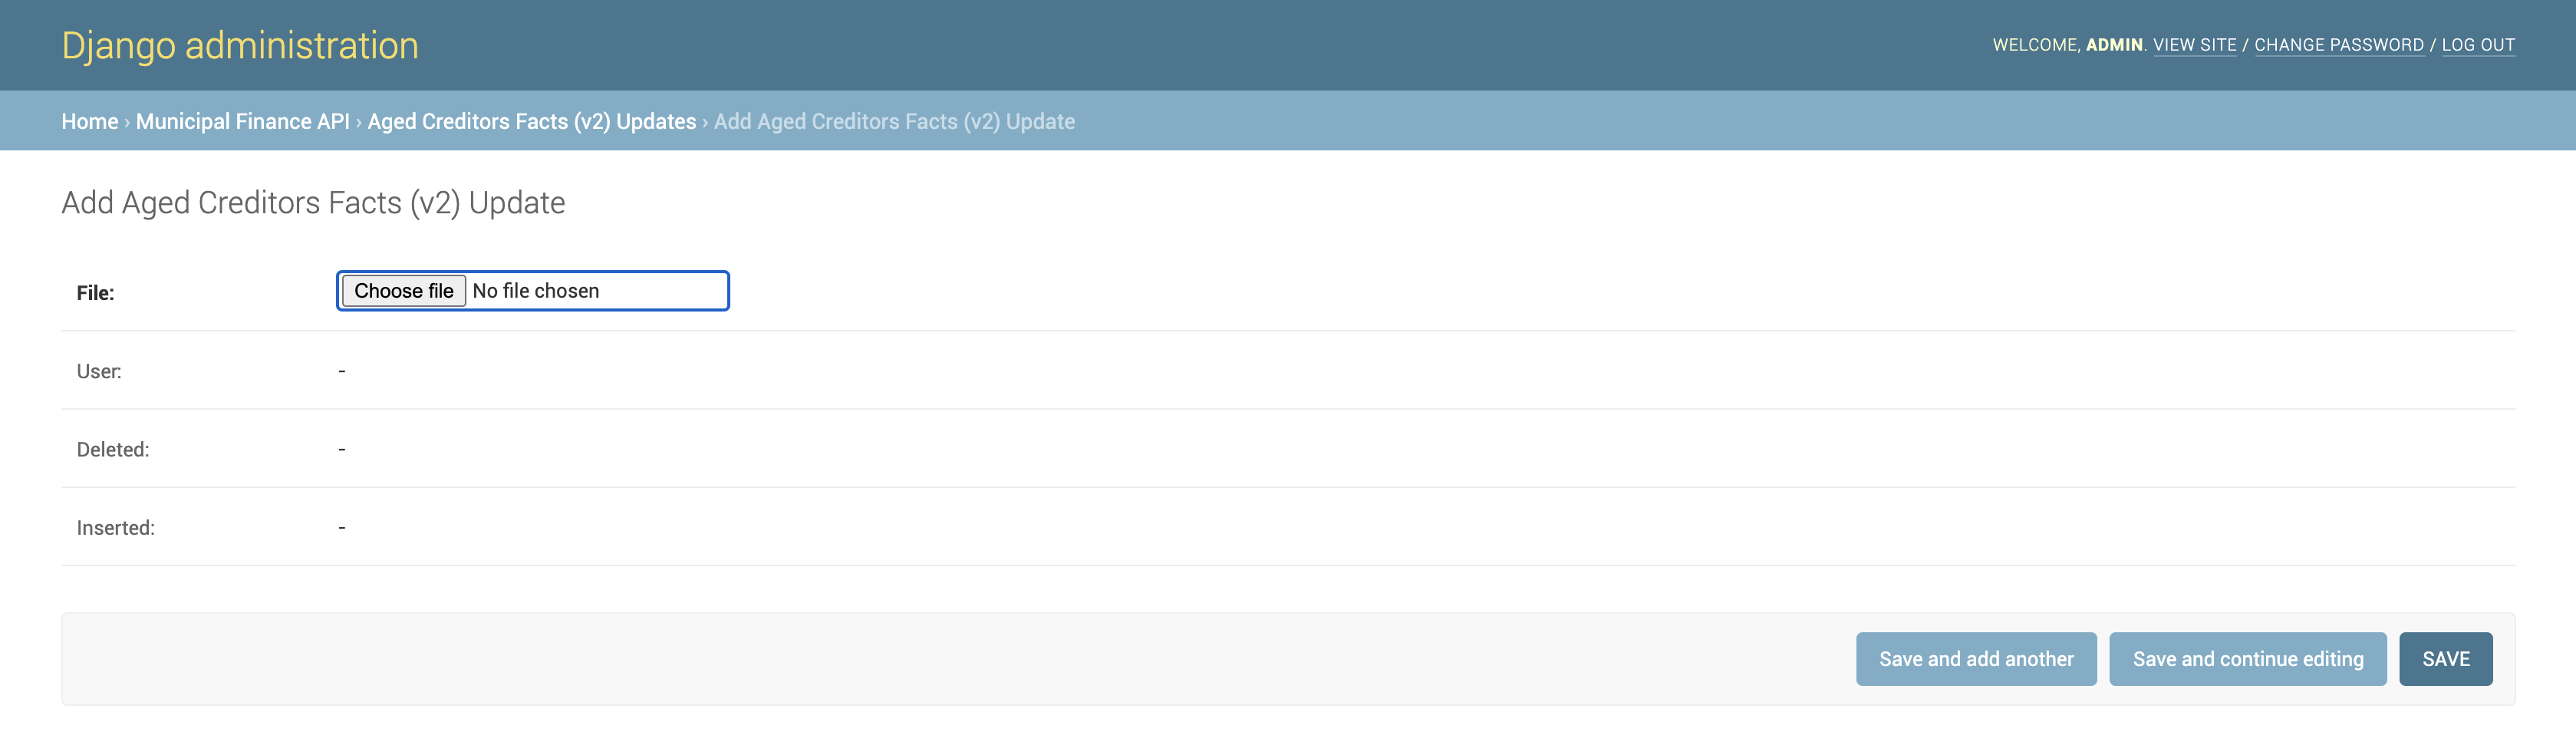 Django administration
WELCOME, ADMIN. VIEW SITE / CHANGE PASSWORD / LOG OUT
Home › Municipal Finance API › Aged Creditors Facts (v2) Updates › Add Aged Creditors Facts (v2) Update
Add Aged Creditors Facts (v2) Update
File: Choose file No file chosen
User: -
Deleted: -
Inserted: -
Save and add another Save and continue editing SAVE